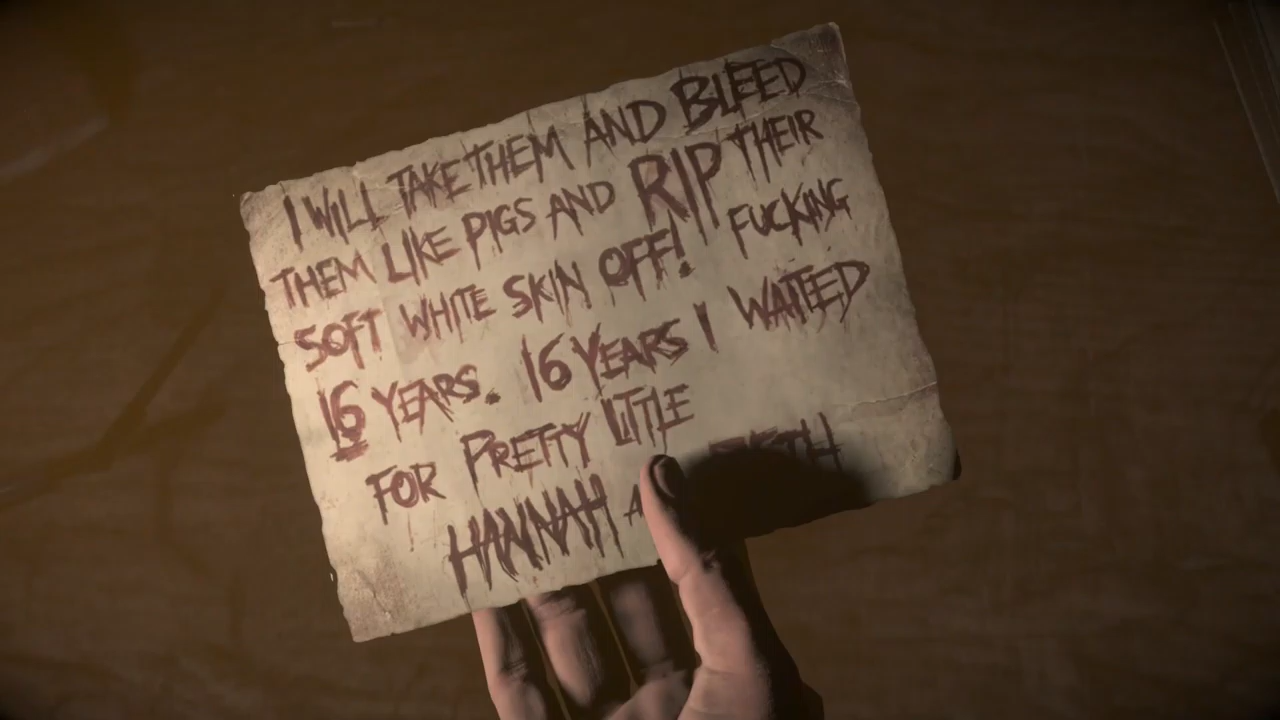 I WILL TAKE THEM AND BLEED
THEM LIKE PIGS AND RIP THEIR
SOFT WHITE SKIN OFF! FUCKING
16 YEARS. 16 YEARS I WAITED
FOR PRETTY LITTLE
HANNAH A BETH